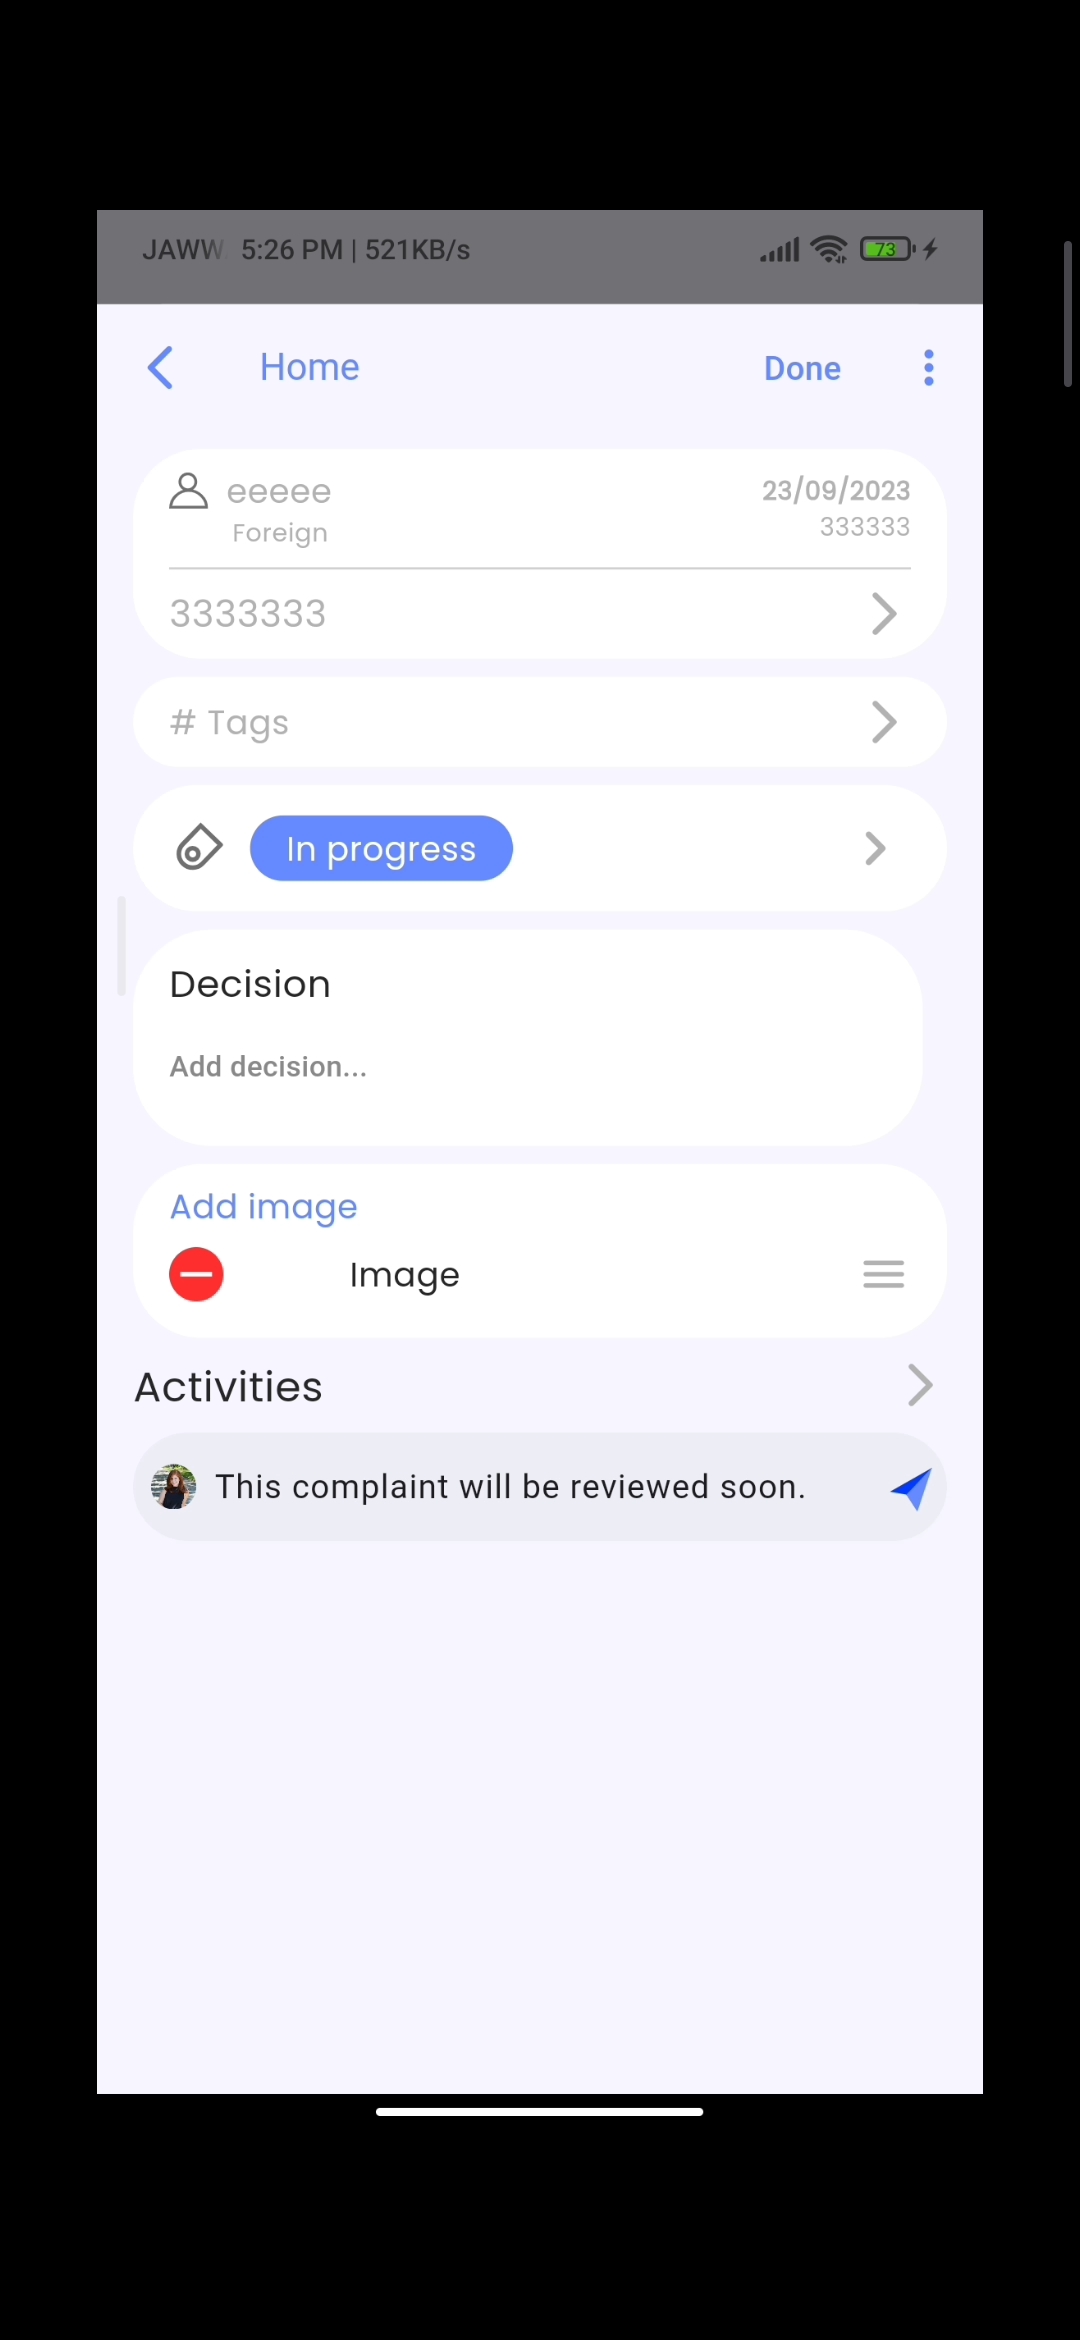 JAWW 5:26 PM | 521KB/s 73
Home Done
eeeee 23/09/2023
Foreign 333333
3333333
# Tags
In progress
Decision
Add decision...
Add image
Image
Activities
This complaint will be reviewed soon.